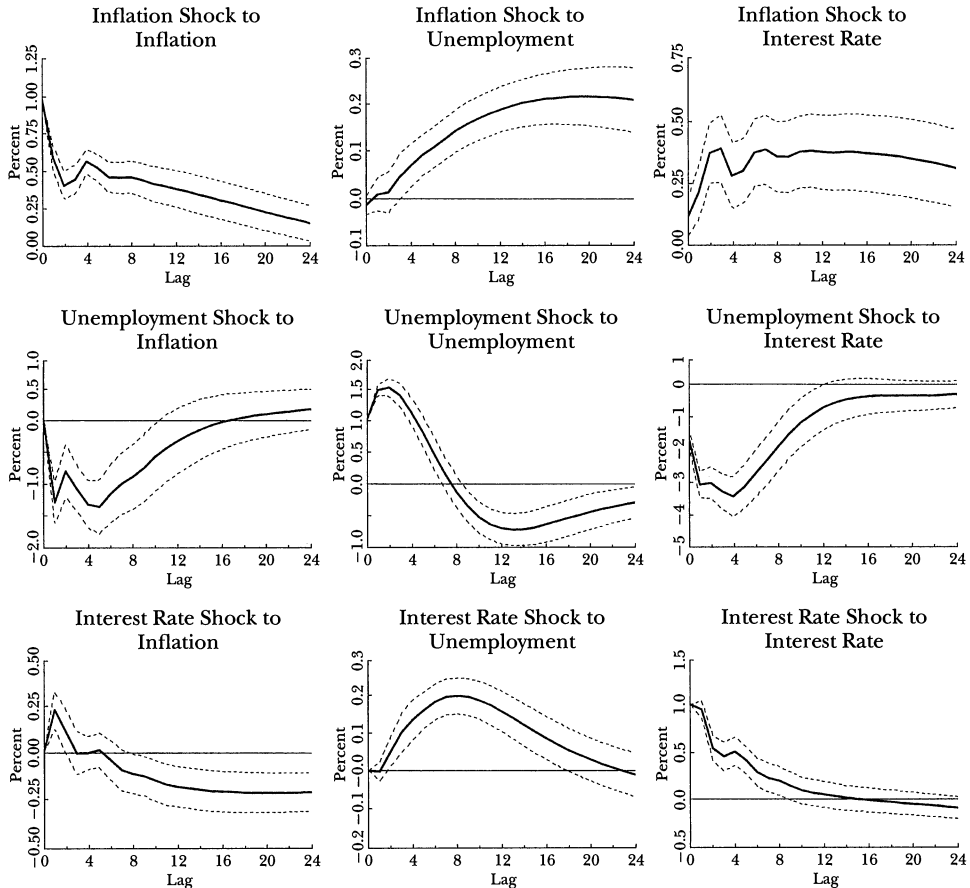 Inflation Shock to
Inflation
Percent
1.25
1.00
0.75
0.50
0.25
0.00
0 4 8 12 16 20 24
Lag
Inflation Shock to
Unemployment
Percent
0.3
0.2
0.1
0.0
−0.1
0 4 8 12 16 20 24
Lag
Inflation Shock to
Interest Rate
Percent
0.75
0.50
0.25
0.00
0 4 8 12 16 20 24
Lag
Unemployment Shock to
Inflation
Percent
1.0
0.5
0.0
−1.0
−2.0
0 4 8 12 16 20 24
Lag
Unemployment Shock to
Unemployment
Percent
2.0
1.5
1.0
0.5
0.0
−1.0
0 4 8 12 16 20 24
Lag
Unemployment Shock to
Interest Rate
Percent
1
0
−1
−2
−3
−4
−5
0 4 8 12 16 20 24
Lag
Interest Rate Shock to
Inflation
Percent
0.50
0.25
0.00
−0.25
−0.50
0 4 8 12 16 20 24
Lag
Interest Rate Shock to
Unemployment
Percent
0.3
0.2
0.1
−0.0
−0.1
−0.2
0 4 8 12 16 20 24
Lag
Interest Rate Shock to
Interest Rate
Percent
1.5
1.0
0.5
0.0
−0.5
0 4 8 12 16 20 24
Lag